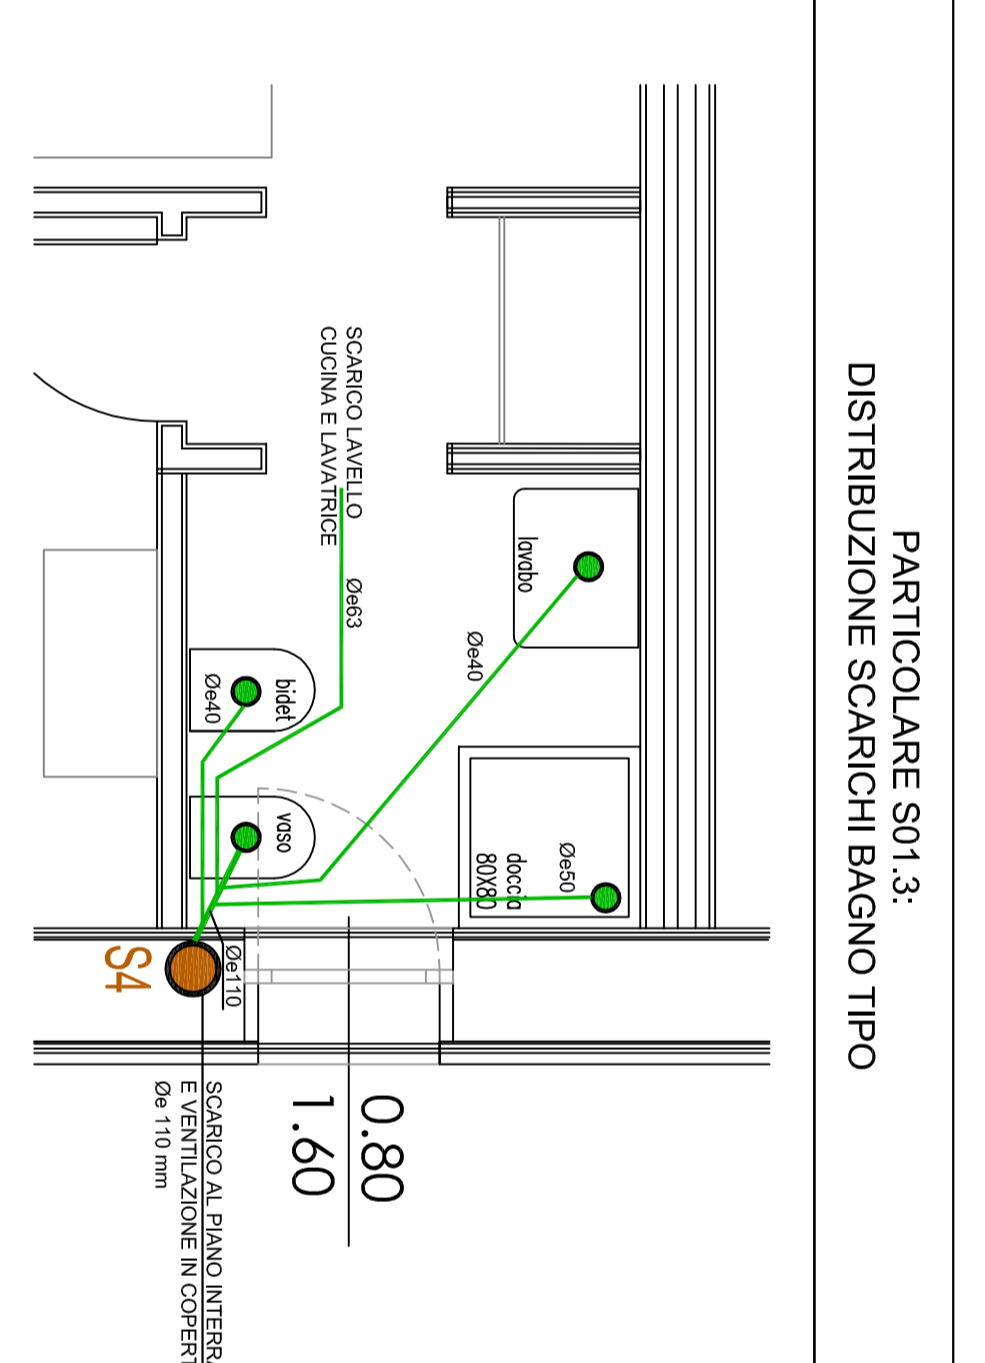 PARTICOLARE S01.3:
DISTRIBUZIONE SCARICHI BAGNO TIPO
SCARICO LAVELLO
CUCINA E LAVATRICE
Øe63
lavabo
Øe40
bidet
Øe40
vaso
Øe50
doccia
80X80
Øe110
S4
0.80
1.60
SCARICO AL PIANO INTERRA
E VENTILAZIONE IN COPERT
Øe 110 mm